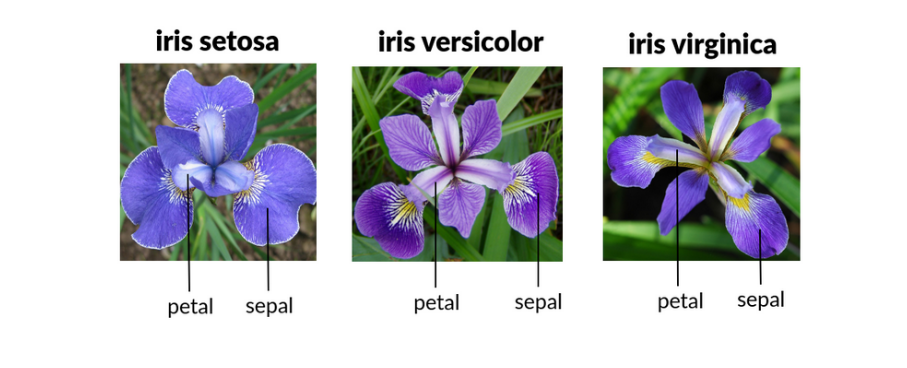 iris setosa
iris versicolor
iris virginica
petal
sepal
petal
sepal
petal
sepal